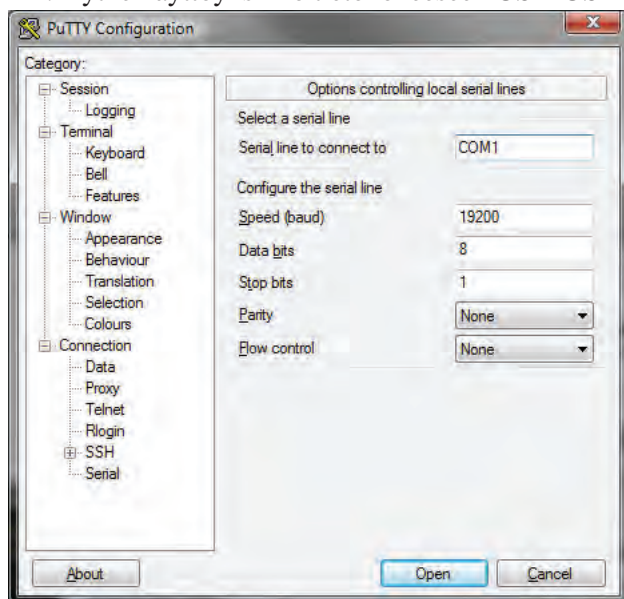 PuTTY Configuration
Category:
Session
Logging
Terminal
Keyboard
Bell
Features
Window
Appearance
Behaviour
Translation
Selection
Colours
Connection
Data
Proxy
Telnet
Rlogin
SSH
Serial
Options controlling local serial lines
Select a serial line
Serial line to connect to COM1
Configure the serial line
Speed (baud) 19200
Data bits 8
Stop bits 1
Parity None
Flow control None
About Open Cancel